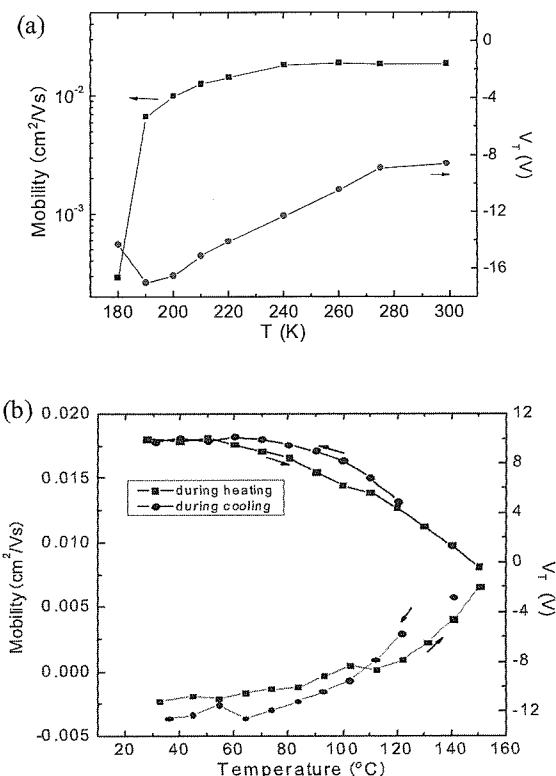 (a)
Mobility (cm²/Vs)
10⁻²
10⁻³
0
-4
-8
-12
-16
V_T (V)
180 200 220 240 260 280 300
T (K)
(b)
Mobility (cm²/Vs)
0.020
0.015
0.010
0.005
0.000
-0.005
during heating
during cooling
12
8
4
0
-4
-8
-12
V_T (V)
20 40 60 80 100 120 140 160
Temperature (°C)